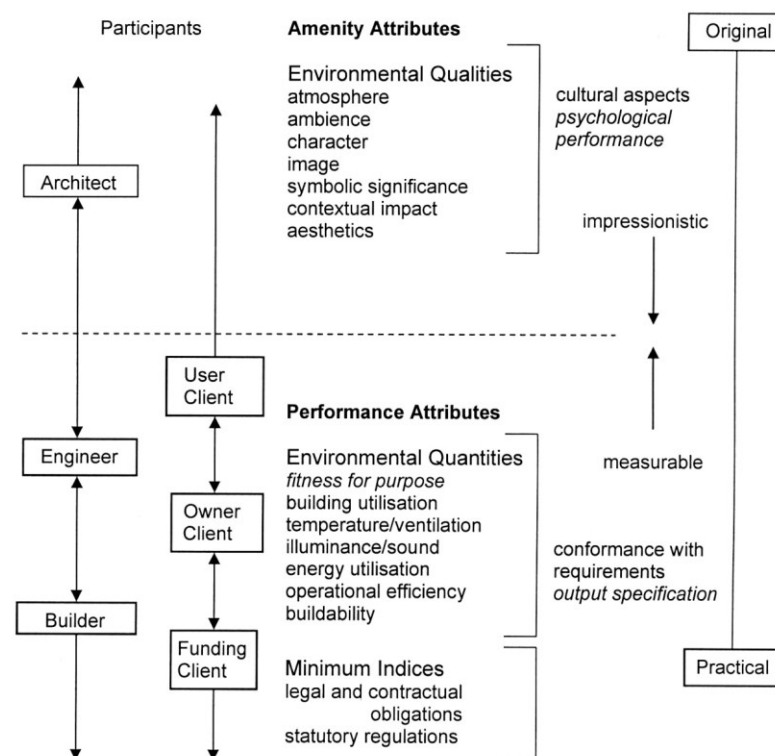 Participants
Amenity Attributes
Original
Environmental Qualities
atmosphere
ambience
character
image
symbolic significance
contextual impact
aesthetics
cultural aspects
psychological
performance
Architect
impressionistic
User
Client
Performance Attributes
Engineer
Environmental Quantities
fitness for purpose
building utilisation
temperature/ventilation
illuminance/sound
energy utilisation
operational efficiency
buildability
measurable
Owner
Client
conformance with
requirements
output specification
Builder
Funding
Client
Minimum Indices
legal and contractual
obligations
statutory regulations
Practical